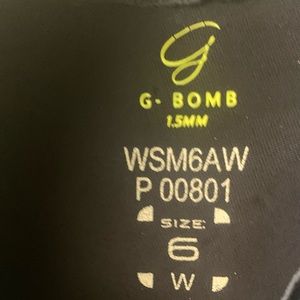 G
G- BOMB
1.5MM
WSM6AW
P 00801
SIZE:
6
W